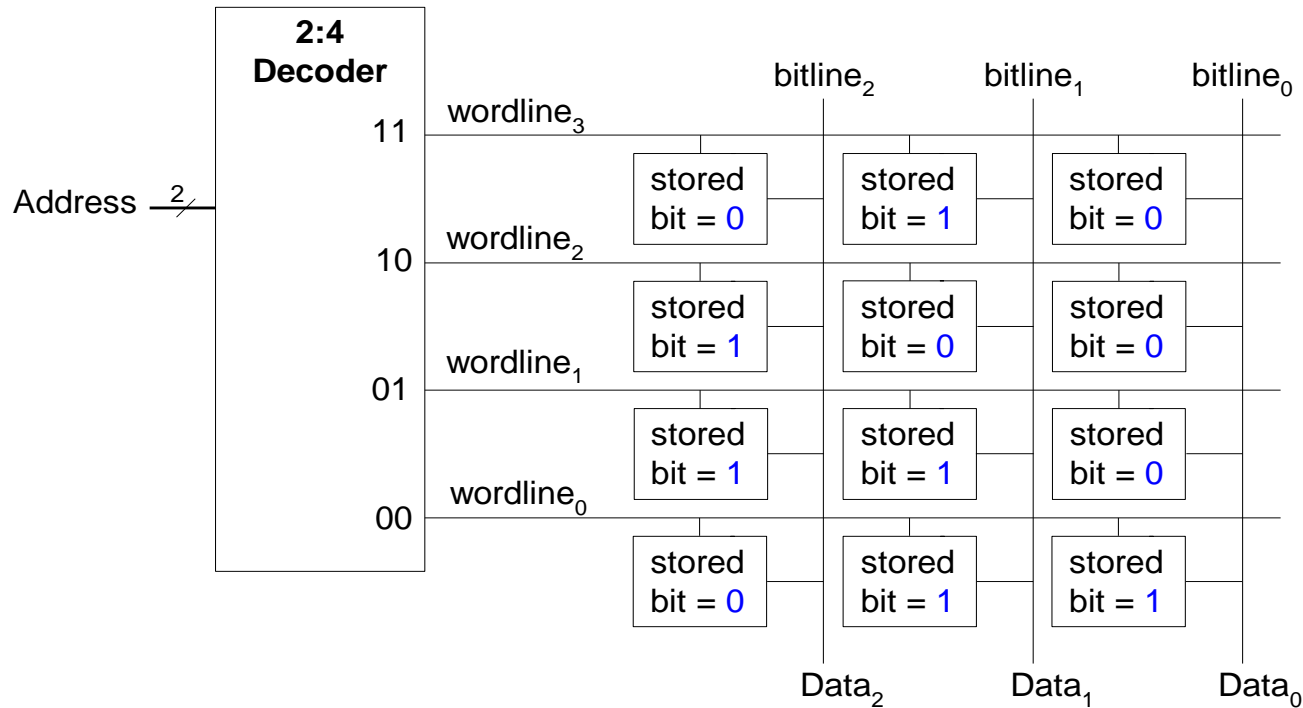 2:4
Decoder
bitline₂ bitline₁ bitline₀
wordline₃
11
stored stored stored
bit = 0 bit = 1 bit = 0
2
Address
wordline₂
10
stored stored stored
bit = 1 bit = 0 bit = 0
wordline₁
01
stored stored stored
bit = 1 bit = 1 bit = 0
wordline₀
00
stored stored stored
bit = 0 bit = 1 bit = 1
Data₂ Data₁ Data₀